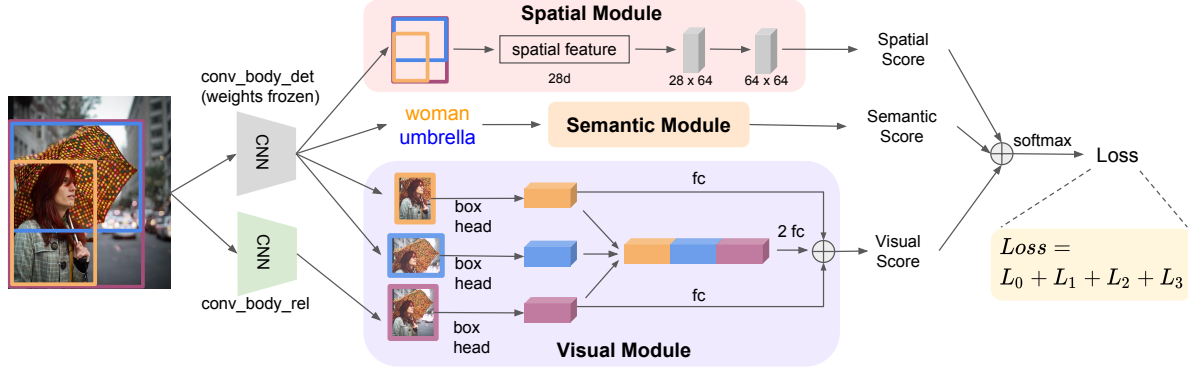 Spatial Module
spatial feature
28d
28 x 64
64 x 64
Spatial
Score
conv_body_det
(weights frozen)
CNN
woman
umbrella
Semantic Module
Semantic
Score
softmax
Loss
CNN
conv_body_rel
box
head
box
head
box
head
fc
2 fc
fc
Visual
Score
Visual Module
Loss =
L₀ + L₁ + L₂ + L₃